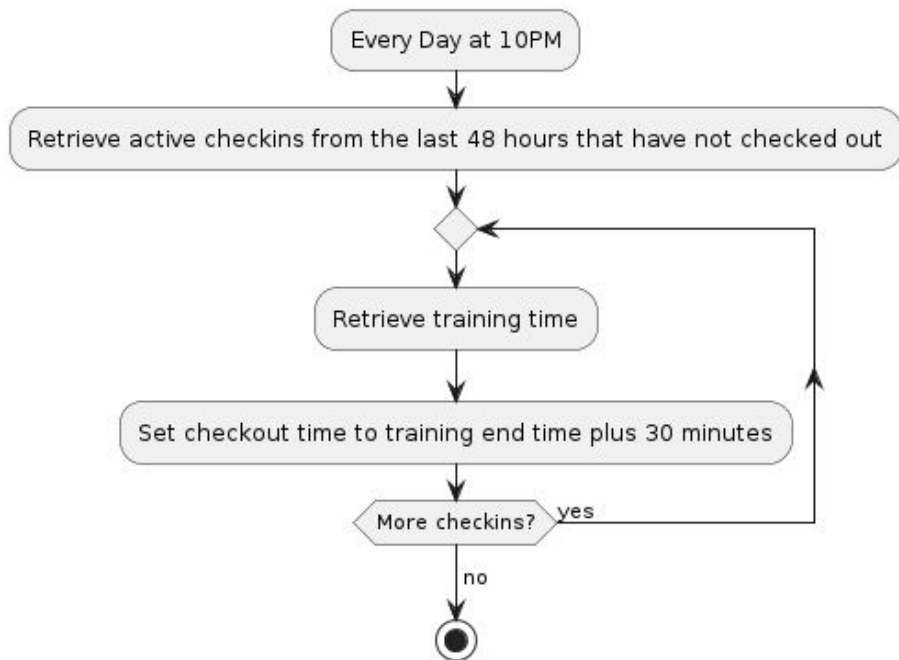 Every Day at 10PM
Retrieve active checkins from the last 48 hours that have not checked out
Retrieve training time
Set checkout time to training end time plus 30 minutes
More checkins?
yes
no